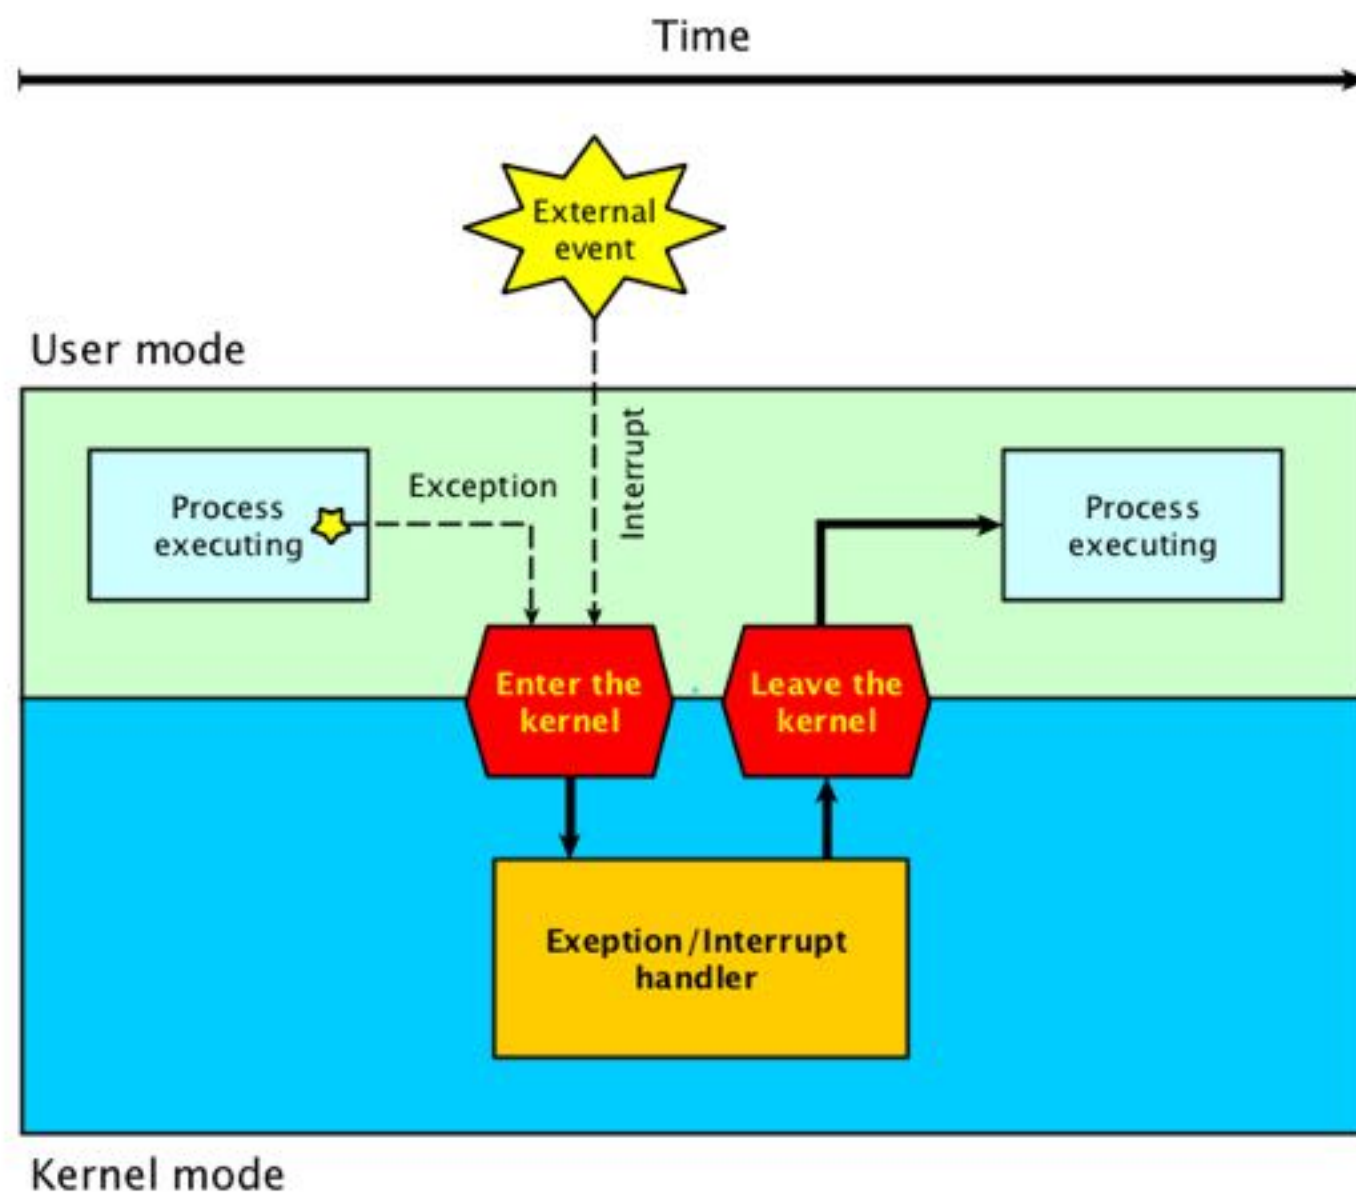 Time
External
event
User mode
Exception
Interrupt
Process
executing
Process
executing
Enter the
kernel
Leave the
kernel
Exeption/Interrupt
handler
Kernel mode